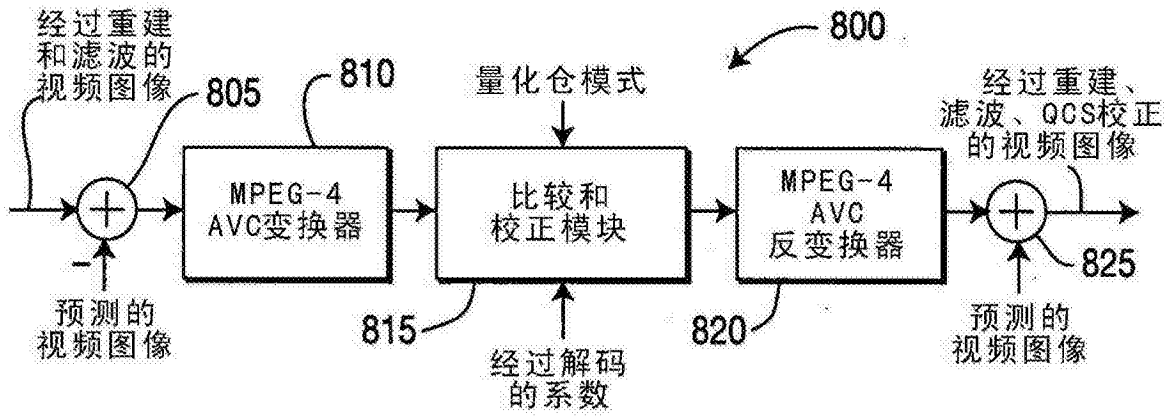 经过重建
和滤波的
视频图像
805
810
量化仓模式
800
经过重建、
滤波、QCS校正
的视频图像
MPEG-4
AVC变换器
比较和
校正模块
MPEG-4
AVC
反变换器
825
预测的
视频图像
815
经过解码
的系数
820
预测的
视频图像